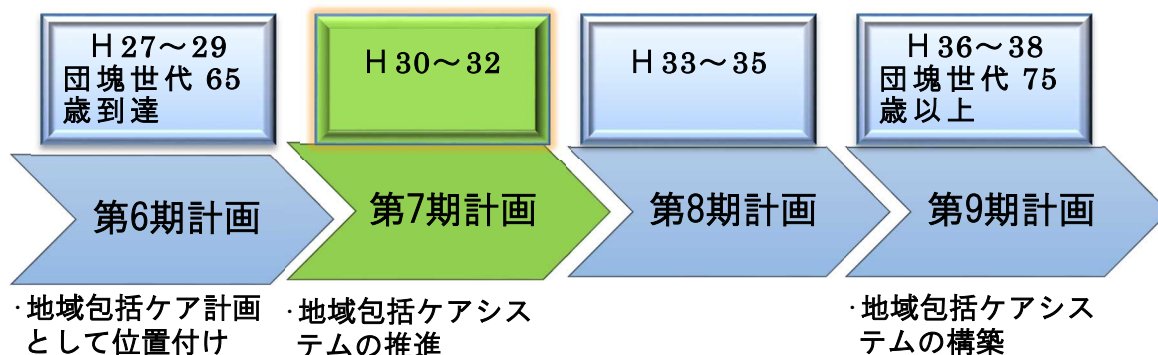 H27～29
団塊世代 65
歳到達
H30～32
H33～35
H36～38
団塊世代 75
歳以上
第6期計画
第7期計画
第8期計画
第9期計画
・地域包括ケア計画
として位置付け
・地域包括ケアシス
テムの推進
・地域包括ケアシス
テムの構築